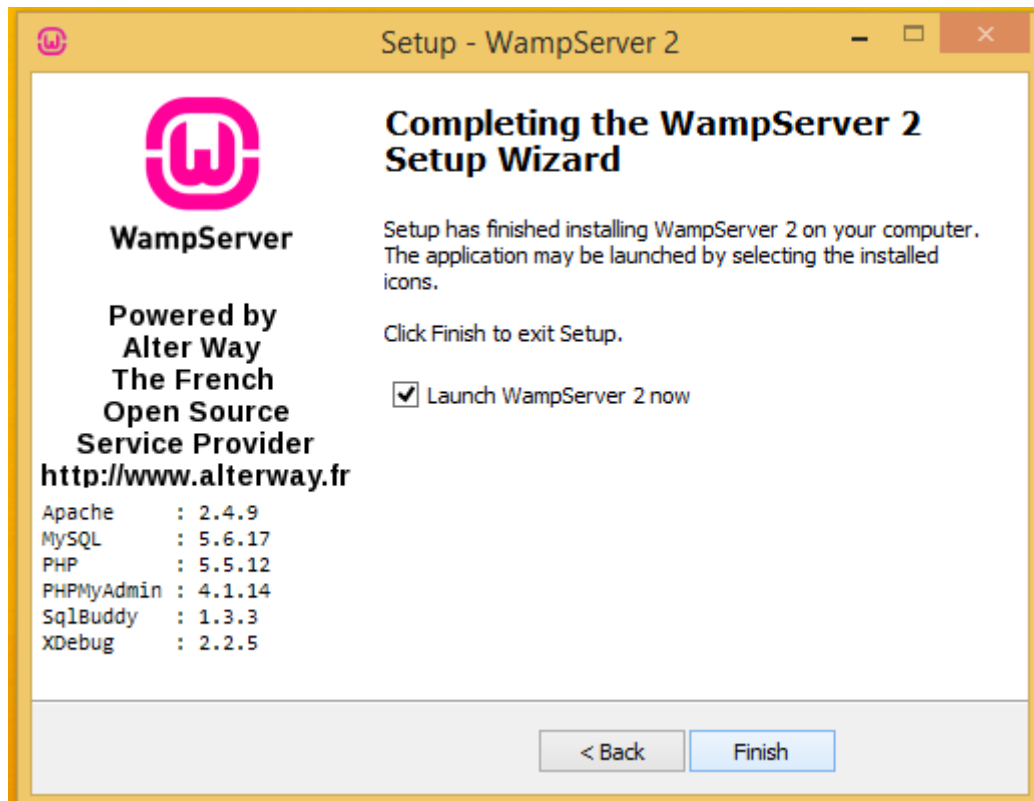 Setup - WampServer 2
WampServer
Powered by
Alter Way
The French
Open Source
Service Provider
http://www.alterway.fr
Apache : 2.4.9
MySQL : 5.6.17
PHP : 5.5.12
PHPMyAdmin : 4.1.14
SqlBuddy : 1.3.3
XDebug : 2.2.5
Completing the WampServer 2
Setup Wizard
Setup has finished installing WampServer 2 on your computer.
The application may be launched by selecting the installed
icons.
Click Finish to exit Setup.
Launch WampServer 2 now
< Back
Finish